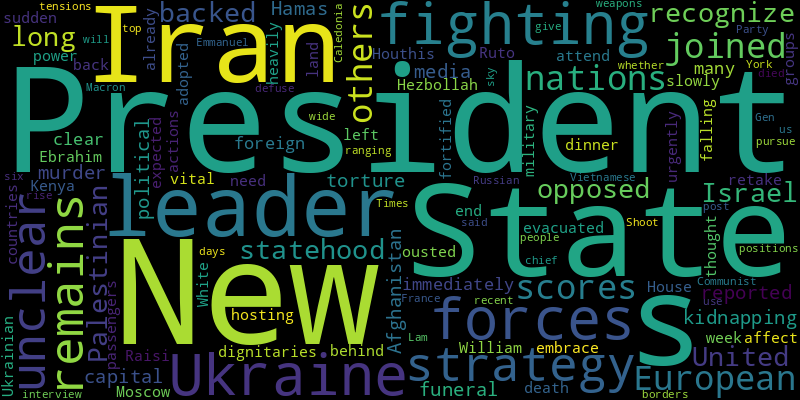 tensions
sudden
backed
Hamas
others
Caledonia
fighting
give
weapons
recognize
Party
long
will
top
Iran
already
Emmanuel
heavily
land
Houthis
Ruto
attend
joined
groups
power
back
Macron
adopted
defuse
media
Hezbollah
sky
nations
whether
York
many
slowly
died
President
clear
Ebrahim
murder
political
expected
actions
wide
foreign
left
ranging
fortified
military
dinner
urgently
falling
thought
Gen
us
pursue
six
Kenya
rise
countries
vital
need
torture
Times
Russian
Vietnamese
opposed
retake
Israel
unclear
remains
Palestinian
leader
State
end
said
evacuated
people
chief
Shoot
post
positions
New
White
days
statehood
ousted
Afghanistan
immediately
France
recent
scores
House
Communist
use
reported
passengers
hosting
forces
s
kidnapping
Ukrainian
Raisi
dignitaries
behind
Lam
William
embrace
week
affect
capital
Moscow
interview
Ukraine
strategy
funeral
death
borders
United
European